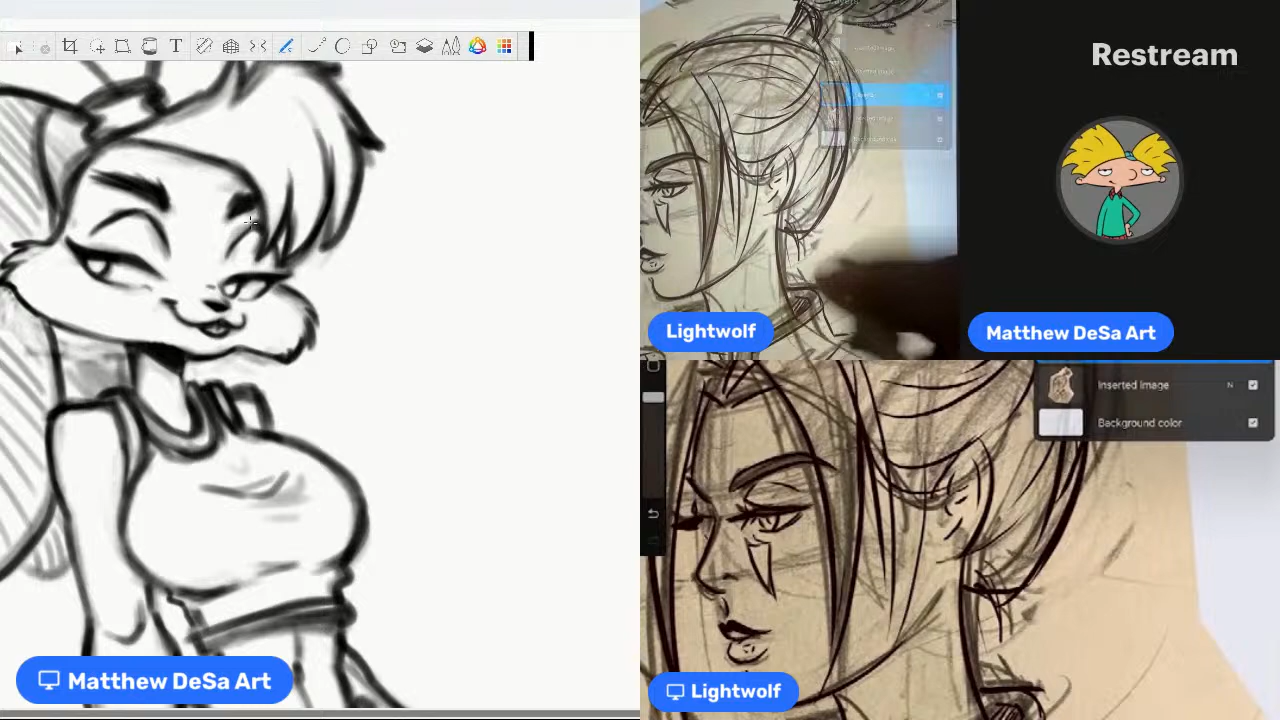 Restream
Lightwolf
Matthew DeSa Art
Inserted Image N
Background color
Matthew DeSa Art
Lightwolf